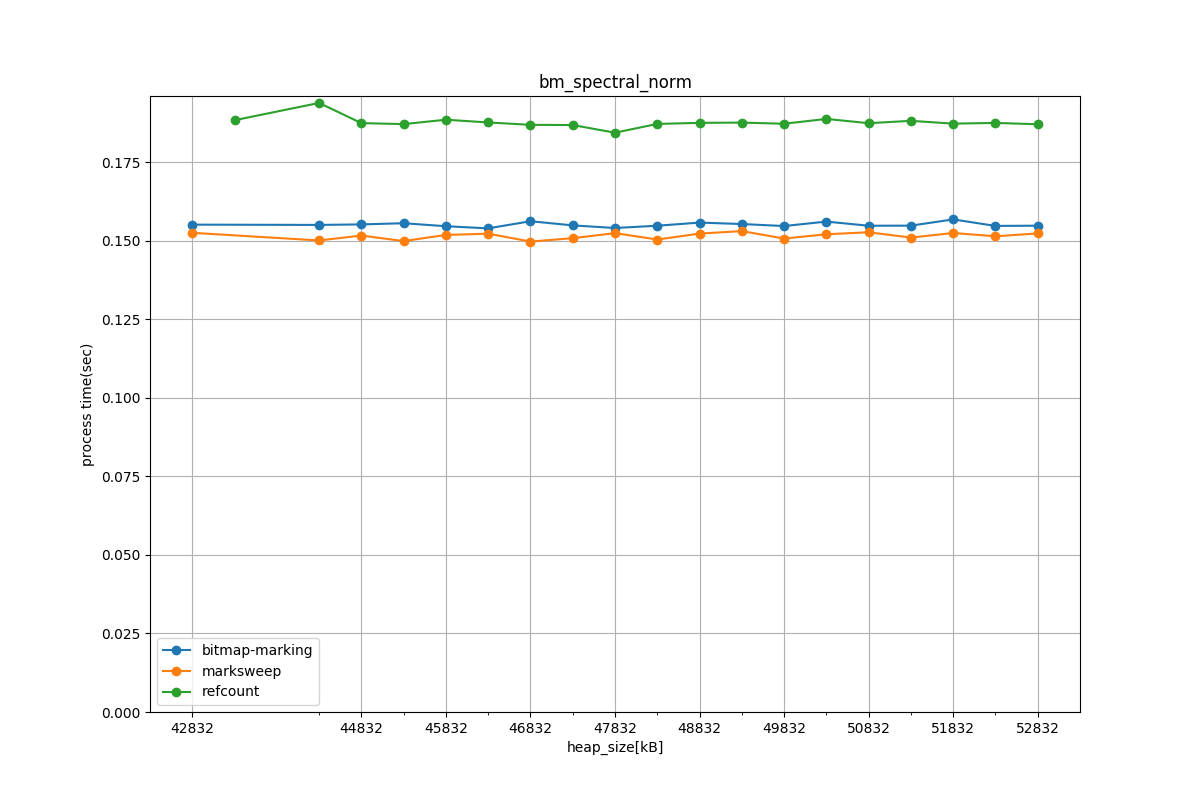 bm_spectral_norm
process time(sec)
0.175
0.150
0.125
0.100
0.075
0.050
0.025
0.000
bitmap-marking
marksweep
refcount
42832 44832 45832 46832 47832 48832 49832 50832 51832 52832
heap_size[kB]